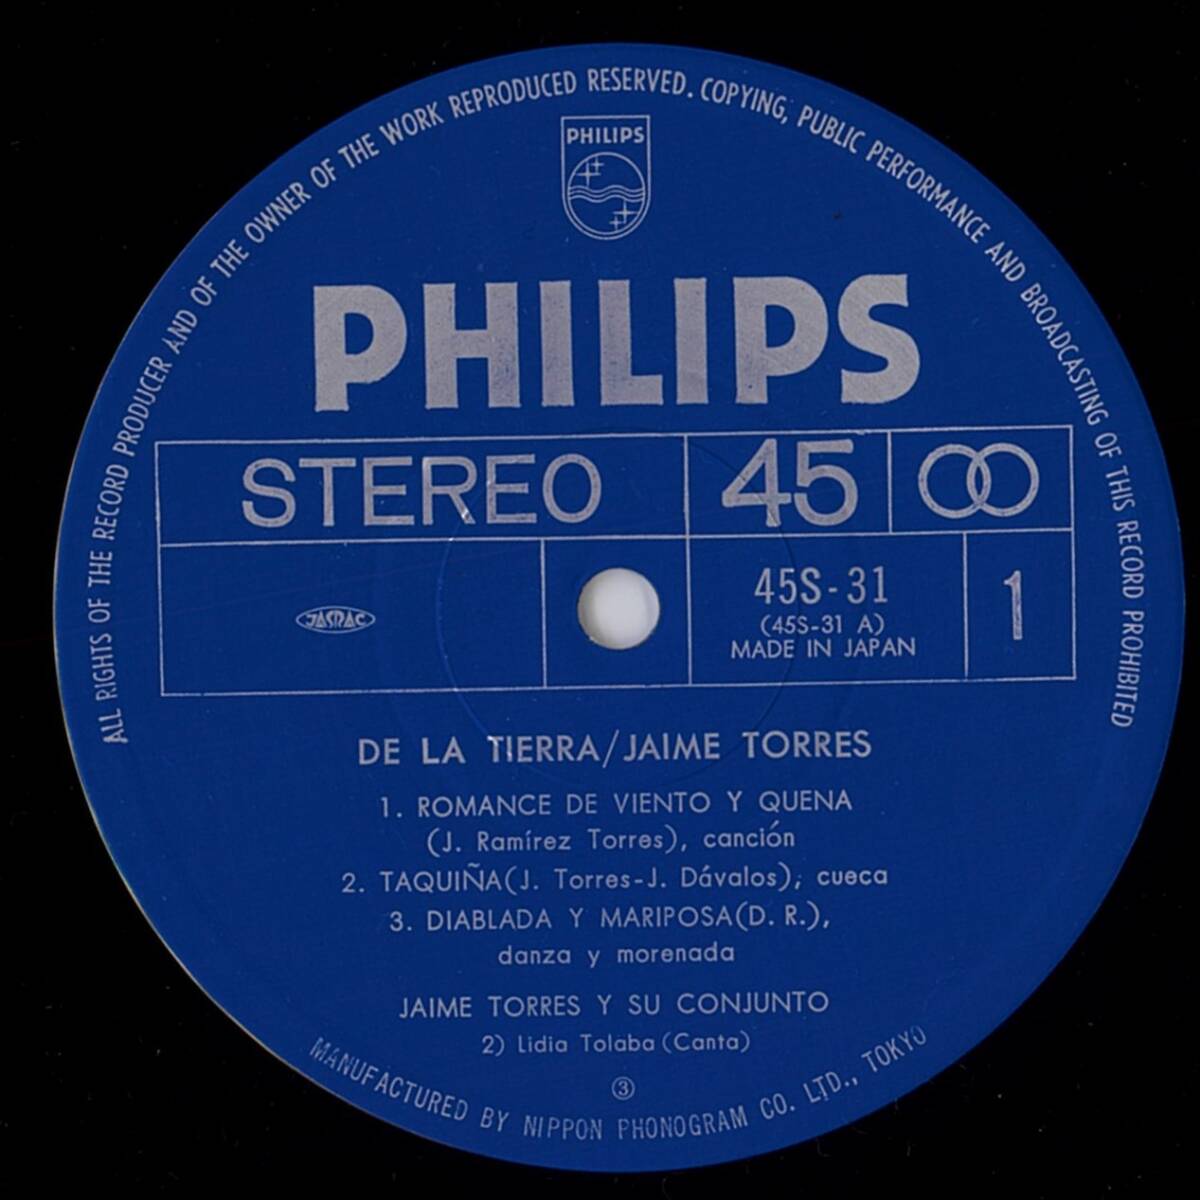 ALL RIGHTS OF THE RECORD PRODUCER AND OF THE OWNER OF THE WORK REPRODUCED RESERVED. COPYING, PUBLIC PERFORMANCE AND BROADCASTING OF THIS RECORD PROHIBITED
PHILIPS
PHILIPS
STEREO 45
JASRAC
45S-31
(45S-31 A)
MADE IN JAPAN
1
DE LA TIERRA/JAIME TORRES
1. ROMANCE DE VIENTO Y QUENA
(J. Ramírez Torres), canción
2. TAQUIÑA(J. Torres-J. Dávalos), cueca
3. DIABLADA Y MARIPOSA(D. R.),
danza y morenada
JAIME TORRES Y SU CONJUNTO
2) Lidia Tolaba (Canta)
③
MANUFACTURED BY NIPPON PHONOGRAM CO. LTD., TOKYO